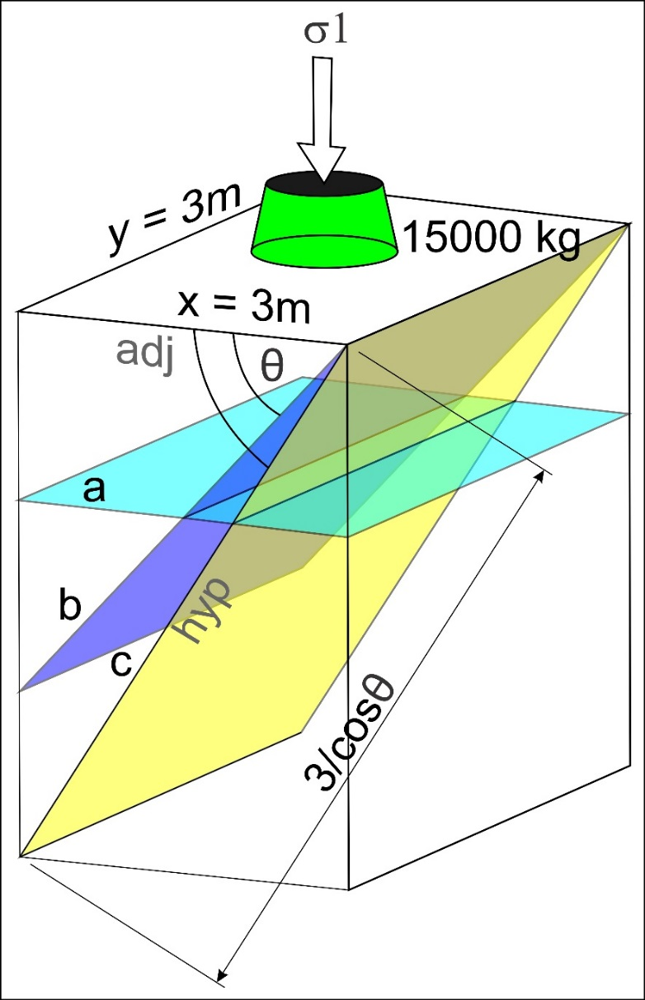 σ1
y = 3m
15000 kg
x = 3m
adj
θ
a
b
hyp
c
3/cosθ